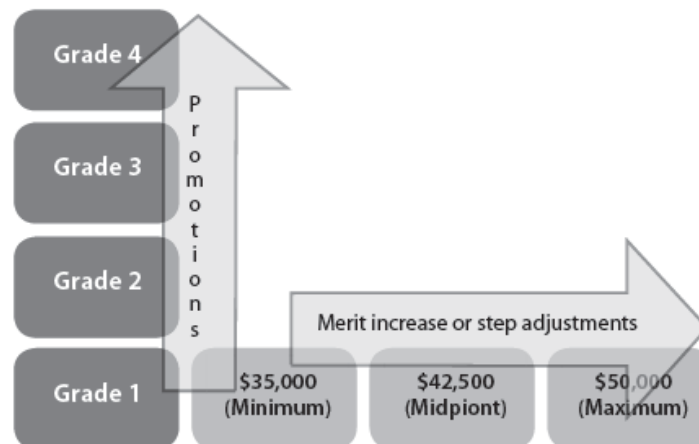 Grade 4
Promotions
Grade 3
Grade 2
Merit increase or step adjustments
Grade 1
$35,000
(Minimum)
$42,500
(Midpiont)
$50,000
(Maximum)